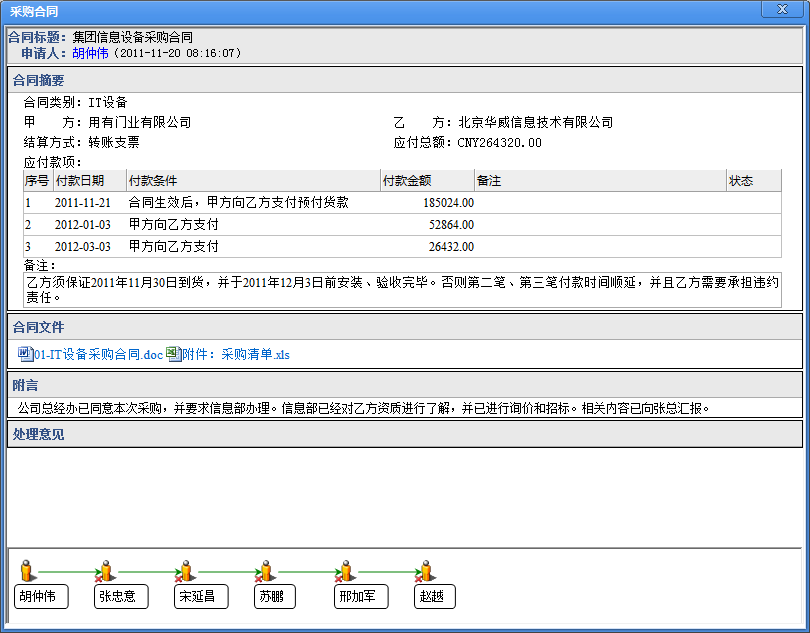 采购合同
合同标题：集团信息设备采购合同
申请人：胡仲伟（2011-11-20 08:16:07）
合同摘要
合同类别：IT设备
甲　　方：用有门业有限公司　乙　　方：北京华威信息技术有限公司
结算方式：转账支票　应付总额：CNY264320.00
应付款项：
序号 付款日期 付款条件 付款金额 备注 状态
1 2011-11-21 合同生效后，甲方向乙方支付预付货款 185024.00
2 2012-01-03 甲方向乙方支付 52864.00
3 2012-03-03 甲方向乙方支付 26432.00
备注：
乙方须保证2011年11月30日到货，并于2011年12月3日前安装、验收完毕。否则第二笔、第三笔付款时间顺延，并且乙方需要承担违约
责任。
合同文件
01-IT设备采购合同.doc 附件：采购清单.xls
附言
公司总经办已同意本次采购，并要求信息部办理。信息部已经对乙方资质进行了解，并已进行询价和招标。相关内容已向张总汇报。
处理意见
胡仲伟 张忠意 宋延昌 苏鹏 邢加军 赵越